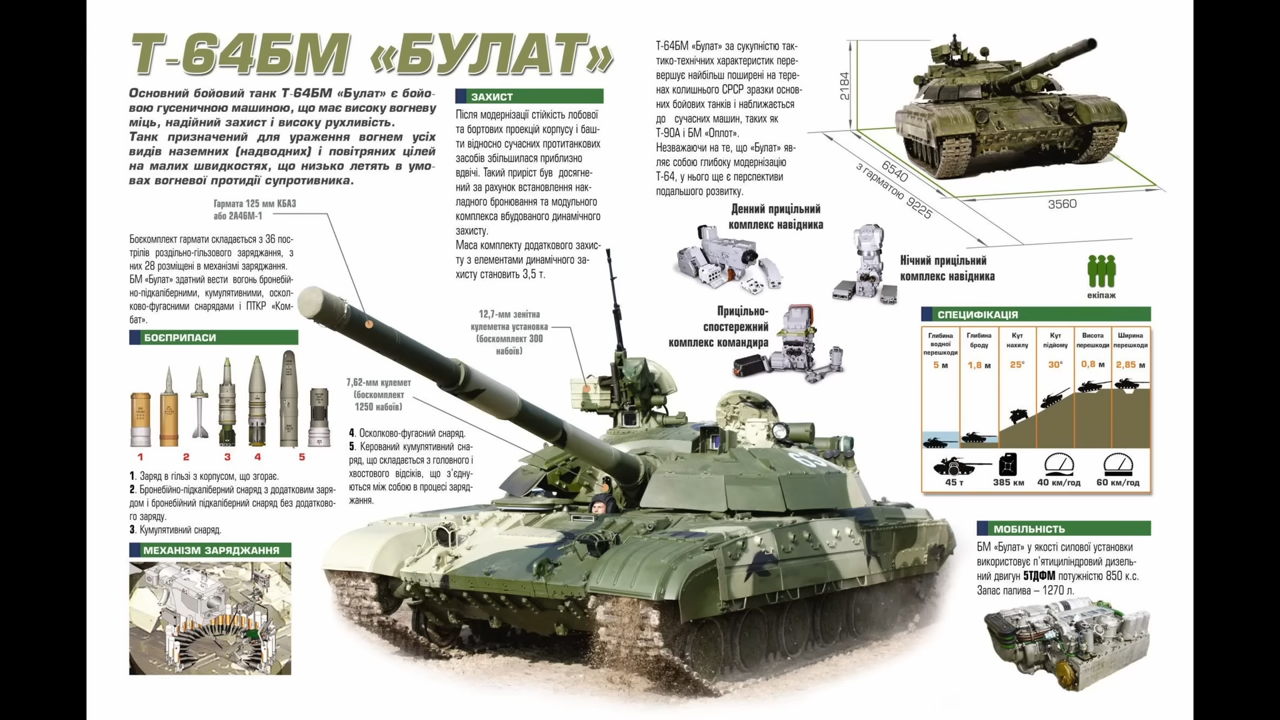 Т-64БМ «БУЛАТ»
Основний бойовий танк Т-64БМ «Булат» є бойо-
вою гусеничною машиною, що має високу вогневу
міць, надійний захист і високу рухливість.
Танк призначений для ураження вогнем усіх
видів наземних (надводних) і повітряних цілей
на малих швидкостях, що низько летять в умо-
вах вогневої протидії супротивника.
Гармата 125 мм КБАЗ
або 2А46М-1
Боєкомплект гармати складається з 36 пос-
трілів роздільно-гільзового заряджання, з
них 28 розміщені в механізмі заряджання.
БМ «Булат» здатний вести вогонь бронебій-
но-підкаліберними, кумулятивними, оскол-
ково-фугасними снарядами і ПТКР «Ком-
бат».
БОЄПРИПАСИ
1 2 3 4 5
1. Заряд в гільзі з корпусом, що згорає.
2. Бронебійно-підкаліберний снаряд з додатковим заря-
дом і бронебійний підкаліберний снаряд без додатково-
го заряду.
3. Кумулятивний снаряд.
4. Осколково-фугасний снаряд.
5. Керований кумулятивний сна-
ряд, що складається з головного і
хвостового відсіків, що з’єдну-
ються між собою в процесі заряд-
жання.
МЕХАНІЗМ ЗАРЯДЖАННЯ
ЗАХИСТ
Після модернізації стійкість лобової
та бортових проекцій корпусу і баш-
ти відносно сучасних протитанкових
засобів збільшилася приблизно
вдвічі. Такий приріст був досягне-
ний за рахунок встановлення нак-
ладного бронювання та модульного
комплекса вбудованого динамічного
захисту.
Маса комплекту додаткового захис-
ту з елементами динамічного за-
хисту становить 3,5 т.
12,7-мм зенітна
кулеметна установка
(боєкомплект 300
набоїв)
7,62-мм кулемет
(боєкомплект
1250 набоїв)
Т-64БМ «Булат» за сукупністю так-
тико-технічних характеристик пере-
вершує найбільш поширені на тере-
нах колишнього СРСР зразки основ-
них бойових танків і наближається
до сучасних машин, таких як
Т-90А і БМ «Оплот».
Незважаючи на те, що «Булат» яв-
ляє собою глибоку модернізацію
Т-64, у нього ще є перспективи
подальшого розвитку.
2184
6540
з гарматою 9225
3560
Денний прицільний
комплекс навідника
Нічний прицільний
комплекс навідника
Прицільно-
спостережний
комплекс командира
екіпаж
СПЕЦИФІКАЦІЯ
Глибина водної перешкоди 5 м
Глибина броду 1,8 м
Кут нахилу 25°
Кут підйому 30°
Висота перешкоди 0,8 м
Ширина перешкоди 2,85 м
45 т 385 км 40 км/год 60 км/год
МОБІЛЬНІСТЬ
БМ «Булат» у якості силової установки
використовує п’ятициліндровий дизель-
ний двигун 5ТДФМ потужністю 850 к.с.
Запас палива – 1270 л.